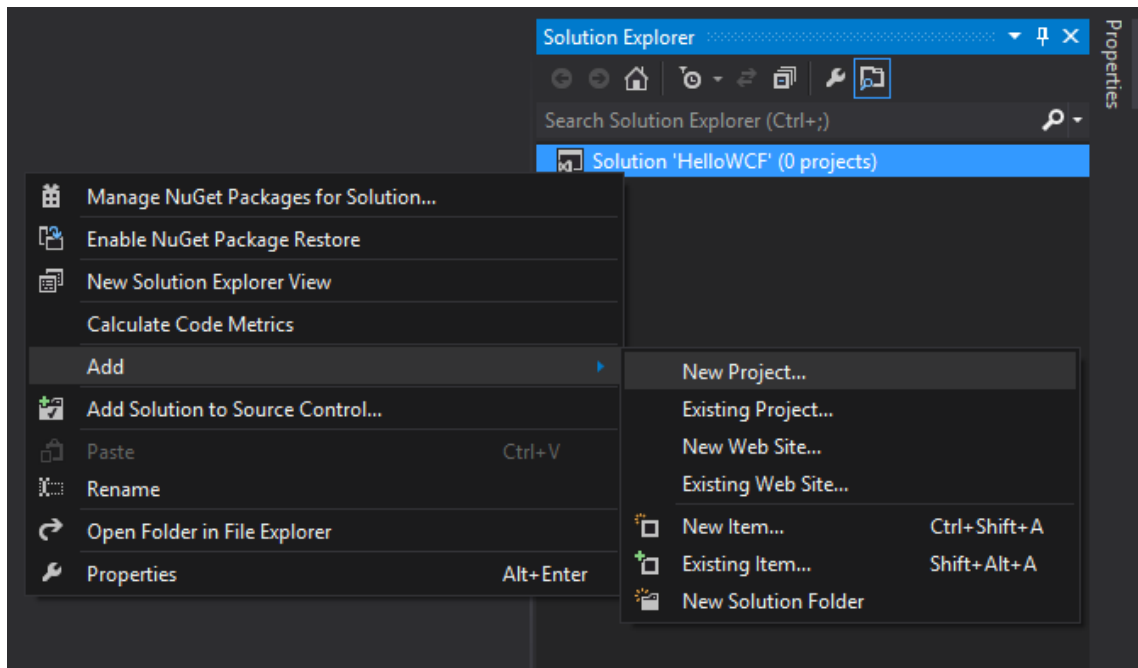 Solution Explorer
Properties
Search Solution Explorer (Ctrl+;)
Solution 'HelloWCF' (0 projects)
Manage NuGet Packages for Solution...
Enable NuGet Package Restore
New Solution Explorer View
Calculate Code Metrics
Add
Add Solution to Source Control...
Paste Ctrl+V
Rename
Open Folder in File Explorer
Properties Alt+Enter
New Project...
Existing Project...
New Web Site...
Existing Web Site...
New Item... Ctrl+Shift+A
Existing Item... Shift+Alt+A
New Solution Folder